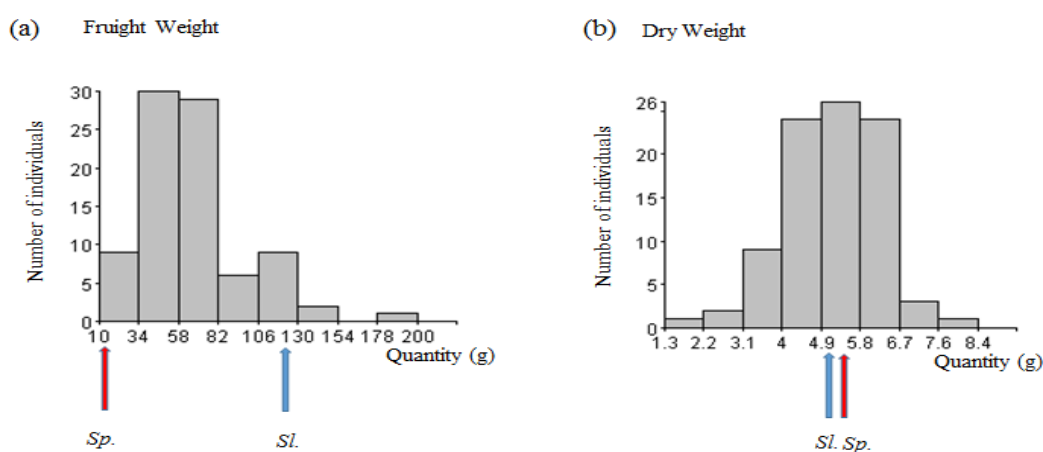 (a) Fruight Weight
Number of individuals
30
25
20
15
10
5
0
10 34 58 82 106 130 154 178 200
Quantity (g)
Sp. Sl.
(b) Dry Weight
Number of individuals
26
20
15
10
5
0
1.3 2.2 3.1 4 4.9 5.8 6.7 7.6 8.4
Quantity (g)
Sl. Sp.